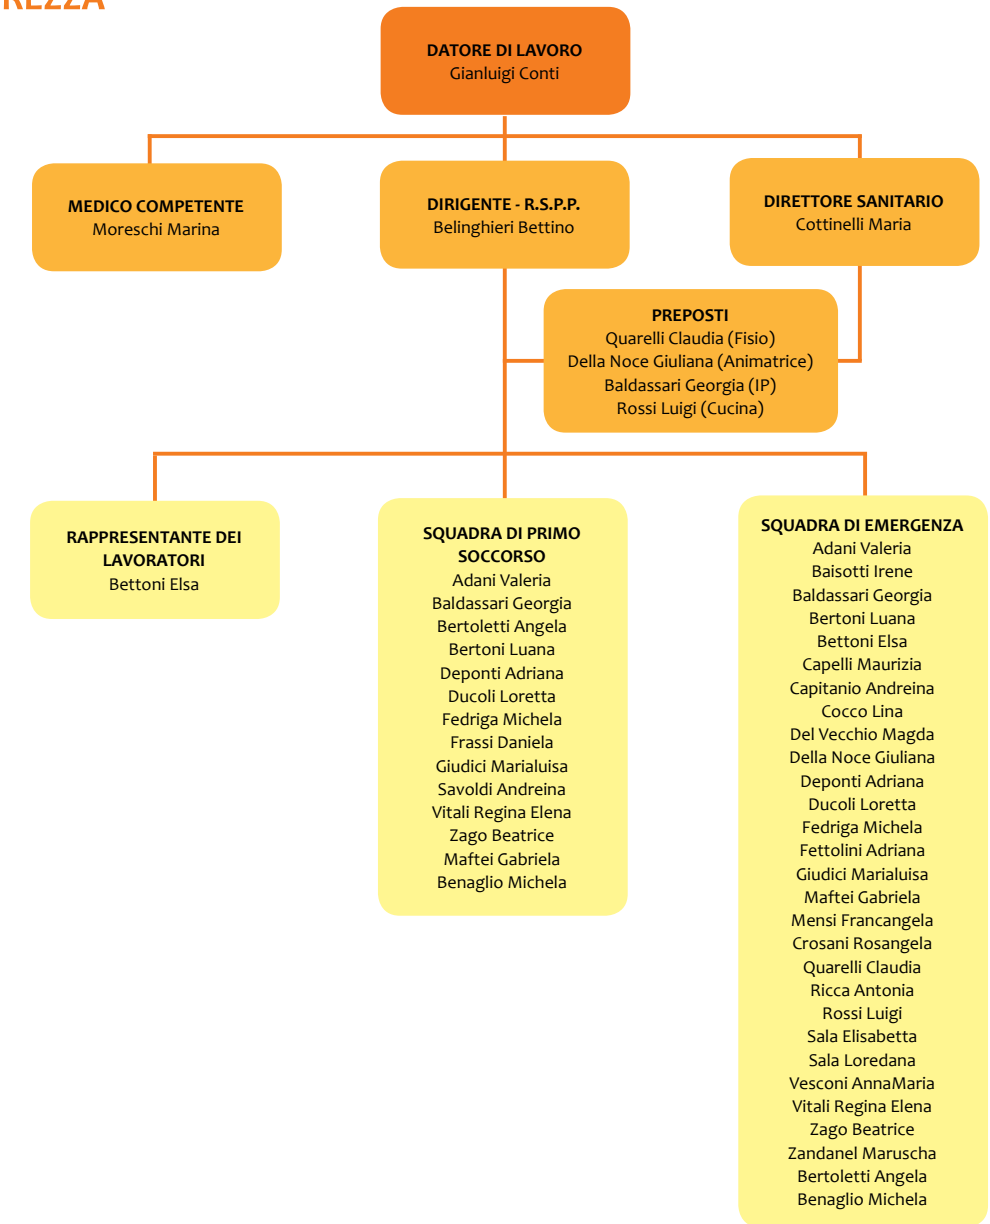 REZZA
DATORE DI LAVORO
Gianluigi Conti
MEDICO COMPETENTE
Moreschi Marina
DIRIGENTE - R.S.P.P.
Belinghieri Bettino
DIRETTORE SANITARIO
Cottinelli Maria
PREPOSTI
Quarelli Claudia (Fisio)
Della Noce Giuliana (Animatrice)
Baldassari Georgia (IP)
Rossi Luigi (Cucina)
RAPPRESENTANTE DEI
LAVORATORI
Bettoni Elsa
SQUADRA DI PRIMO
SOCCORSO
Adani Valeria
Baldassari Georgia
Bertoletti Angela
Bertoni Luana
Deponti Adriana
Ducoli Loretta
Fedriga Michela
Frassi Daniela
Giudici Marialuisa
Savoldi Andreina
Vitali Regina Elena
Zago Beatrice
Maftei Gabriela
Benaglio Michela
SQUADRA DI EMERGENZA
Adani Valeria
Baisotti Irene
Baldassari Georgia
Bertoni Luana
Bettoni Elsa
Capelli Maurizia
Capitanio Andreina
Cocco Lina
Del Vecchio Magda
Della Noce Giuliana
Deponti Adriana
Ducoli Loretta
Fedriga Michela
Fettolini Adriana
Giudici Marialuisa
Maftei Gabriela
Mensi Francangela
Crosani Rosangela
Quarelli Claudia
Ricca Antonia
Rossi Luigi
Sala Elisabetta
Sala Loredana
Vesconi AnnaMaria
Vitali Regina Elena
Zago Beatrice
Zandanel Maruscha
Bertoletti Angela
Benaglio Michela